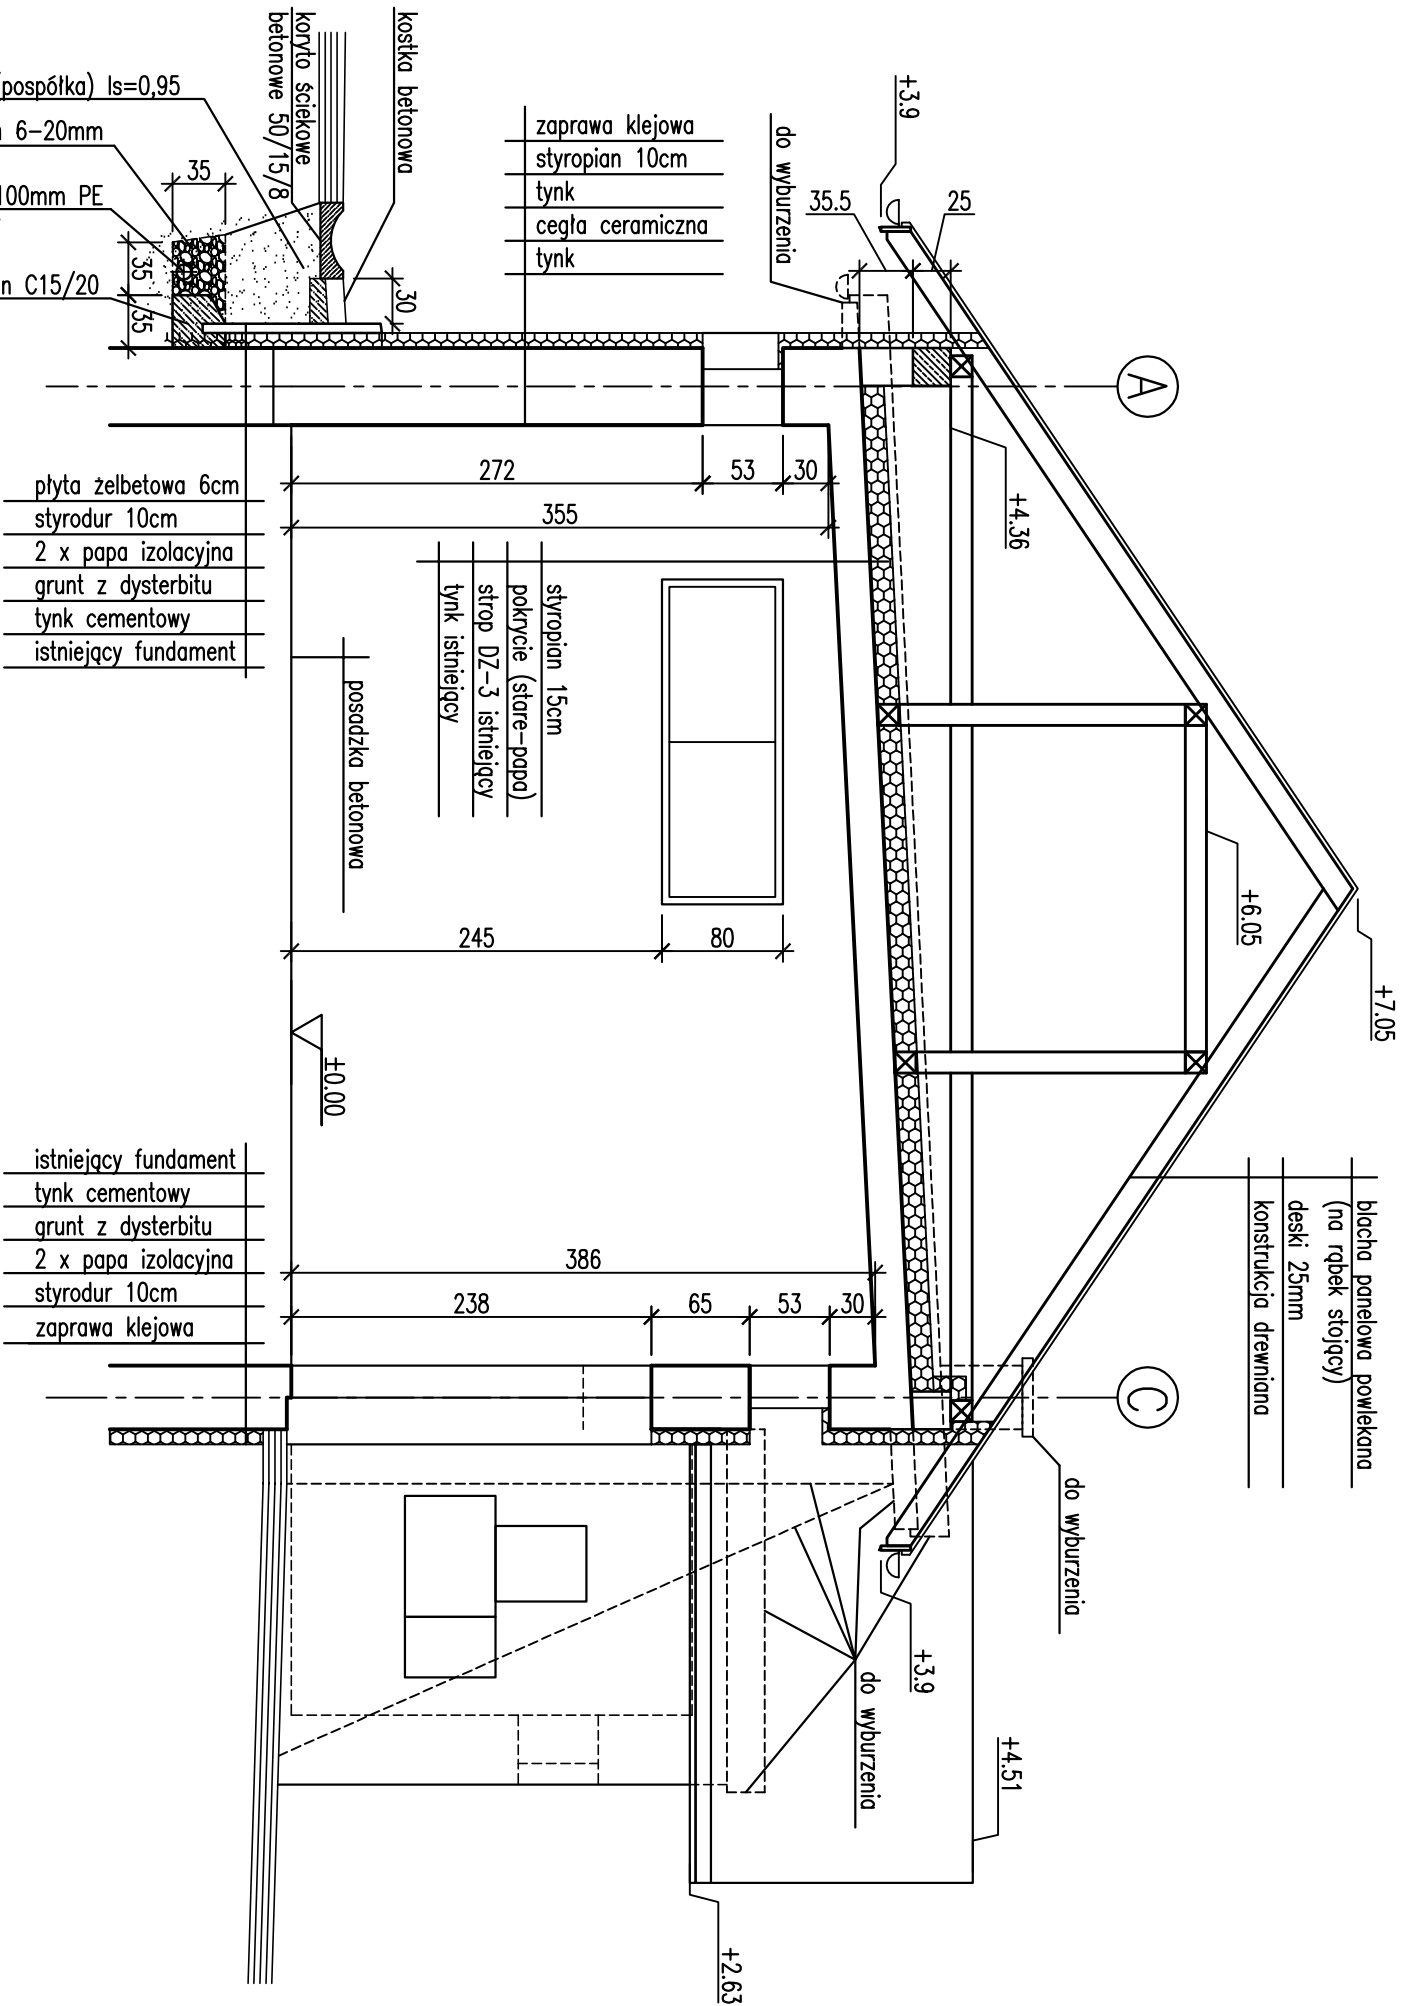 kostka betonowa
koryto ściekowe
betonowe 50/15/8
(pospółka) Is=0,95
6-20mm
100mm PE
C15/20
35
35
35
30
zaprawa klejowa
styropian 10cm
tynk
cegła ceramiczna
tynk
do wyburzenia
+3.9
35.5
25
A
+4.36
+6.05
+7.05
płyta żelbetowa 6cm
styrodur 10cm
2 x papa izolacyjna
grunt z dysterbitu
tynk cementowy
istniejący fundament
272
53
30
355
styropian 15cm
pokrycie (stare-papa)
strop DZ-3 istniejący
tynk istniejący
posadzka betonowa
245
80
±0.00
386
238
65
53
30
istniejący fundament
tynk cementowy
grunt z dysterbitu
2 x papa izolacyjna
styrodur 10cm
zaprawa klejowa
blacha panelowa powlekana
(na rąbek stojący)
deski 25mm
konstrukcja drewniana
C
do wyburzenia
+3.9
do wyburzenia
+4.51
+2.63